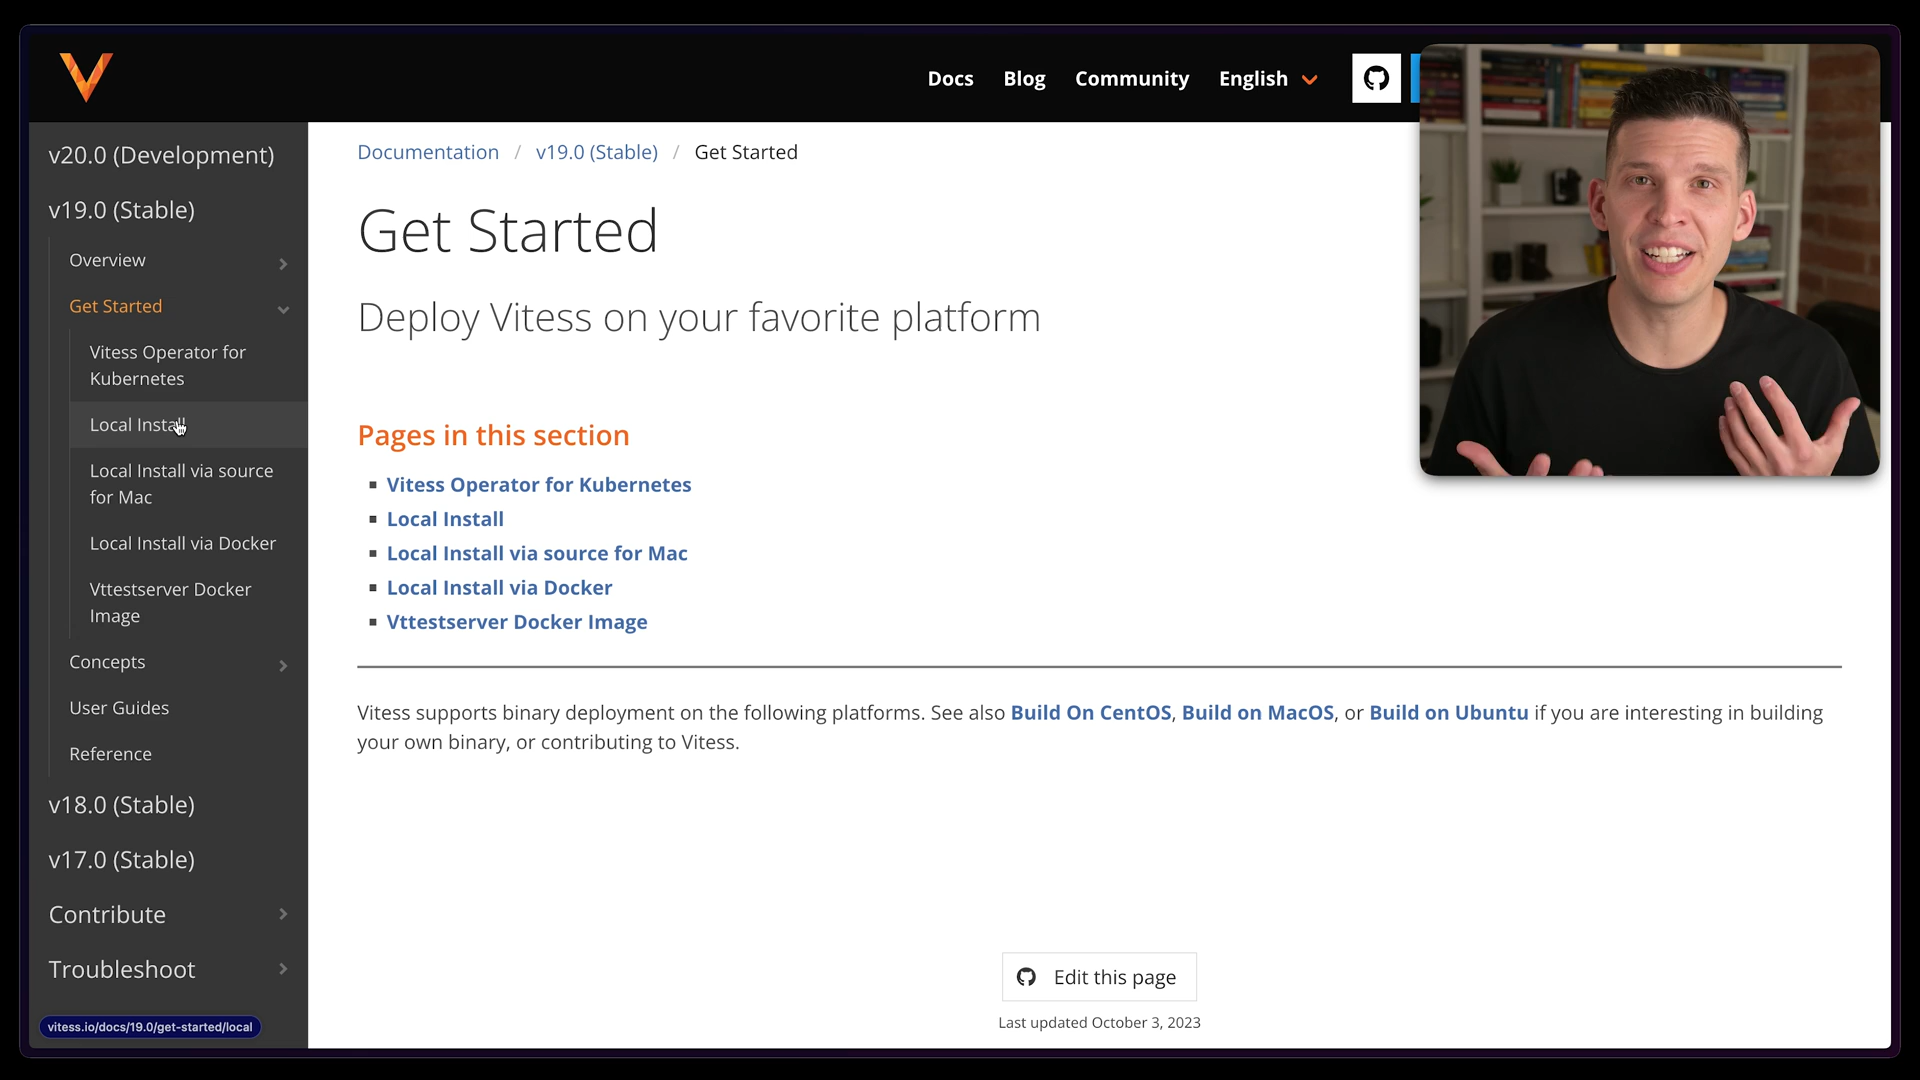 Docs
Blog
Community
English
v20.0 (Development)
v19.0 (Stable)
Overview
Get Started
Vitess Operator for
Kubernetes
Local Install
Local Install via source
for Mac
Local Install via Docker
Vttestserver Docker
Image
Concepts
User Guides
Reference
v18.0 (Stable)
v17.0 (Stable)
Contribute
Troubleshoot
vitess.io/docs/19.0/get-started/local
Documentation / v19.0 (Stable) / Get Started
Get Started
Deploy Vitess on your favorite platform
Pages in this section
Vitess Operator for Kubernetes
Local Install
Local Install via source for Mac
Local Install via Docker
Vttestserver Docker Image
Vitess supports binary deployment on the following platforms. See also Build On CentOS, Build on MacOS, or Build on Ubuntu if you are interesting in building
your own binary, or contributing to Vitess.
Edit this page
Last updated October 3, 2023